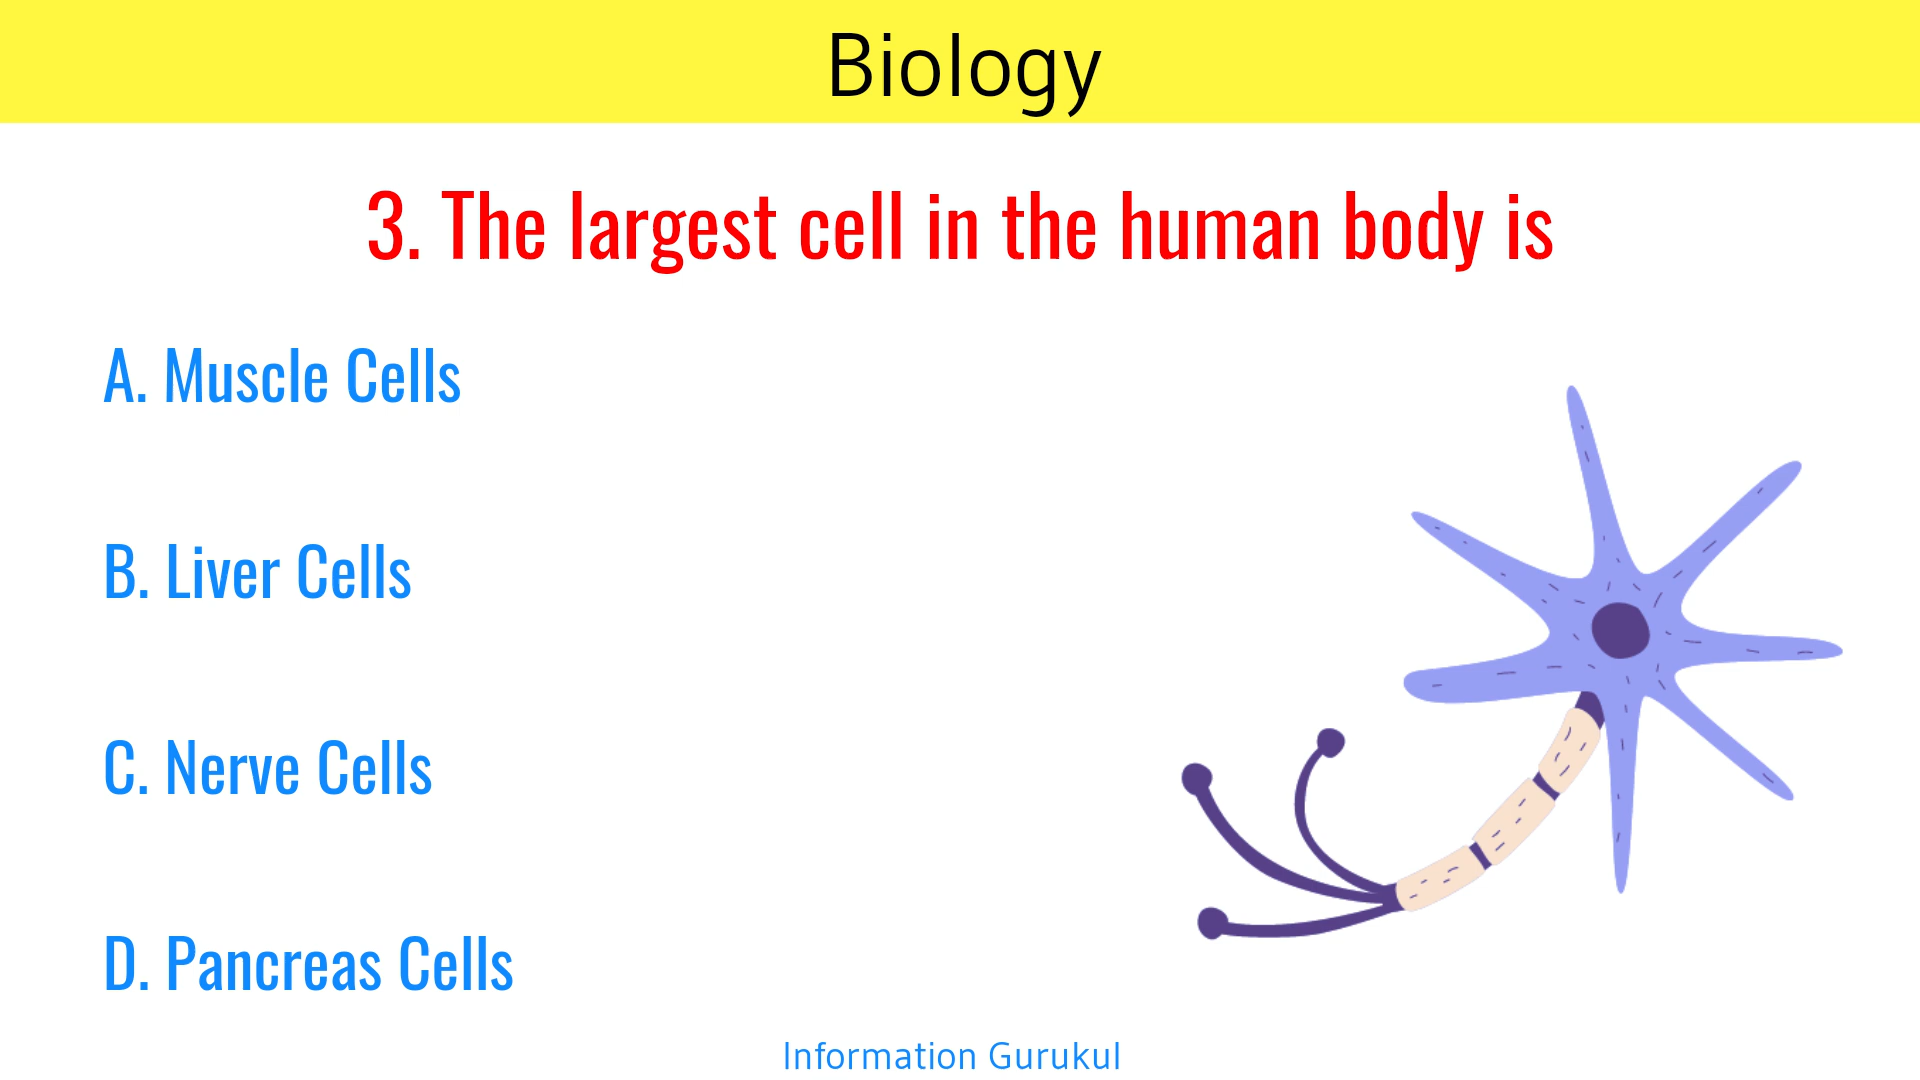 Biology
3. The largest cell in the human body is
A. Muscle Cells
B. Liver Cells
C. Nerve Cells
D. Pancreas Cells
Information Gurukul